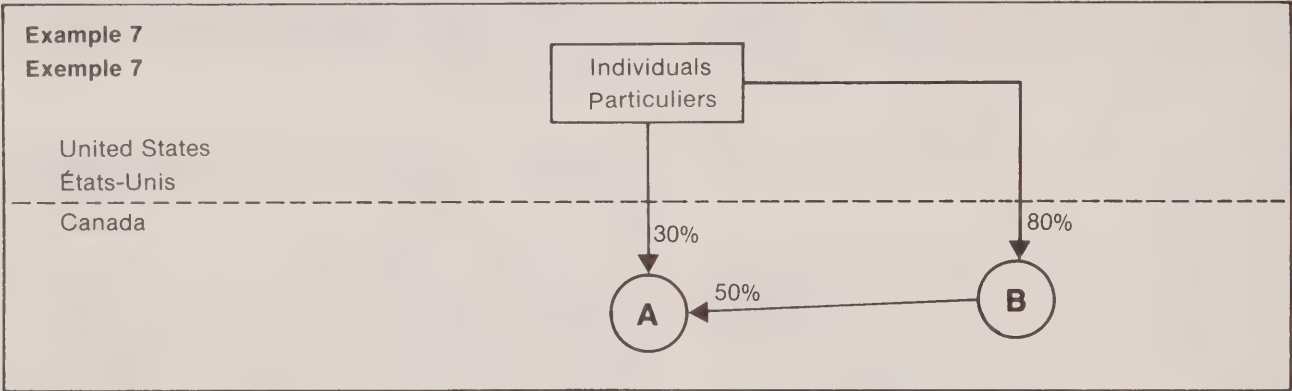 Example 7
Exemple 7
Individuals
Particuliers
United States
États-Unis
Canada
30%
80%
50%
A
B